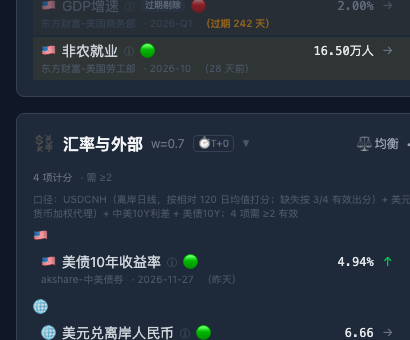 GDP增速 ⓘ 过期剔除 2.00% →
东方财富-美国商务部 · 2026-Q1 (过期 242 天)
非农就业 ⓘ 16.50万人 →
东方财富-美国劳工部 · 2026-10 (28 天前)
汇率与外部 w=0.7 T+0 ▼ 均衡
4 项计分 · 需 ≥2
口径: USDCNH (离岸日线, 按相对 120 日均值打分; 缺失按 3/4 有效出分) + 美元
货币加权代理) + 中美10Y利差 + 美债10Y; 4 项需 ≥2 有效
美债10年收益率 ⓘ 4.94% ↑
akshare-中美债券 · 2026-11-27 (昨天)
美元兑离岸人民币 ⓘ 6.66 →